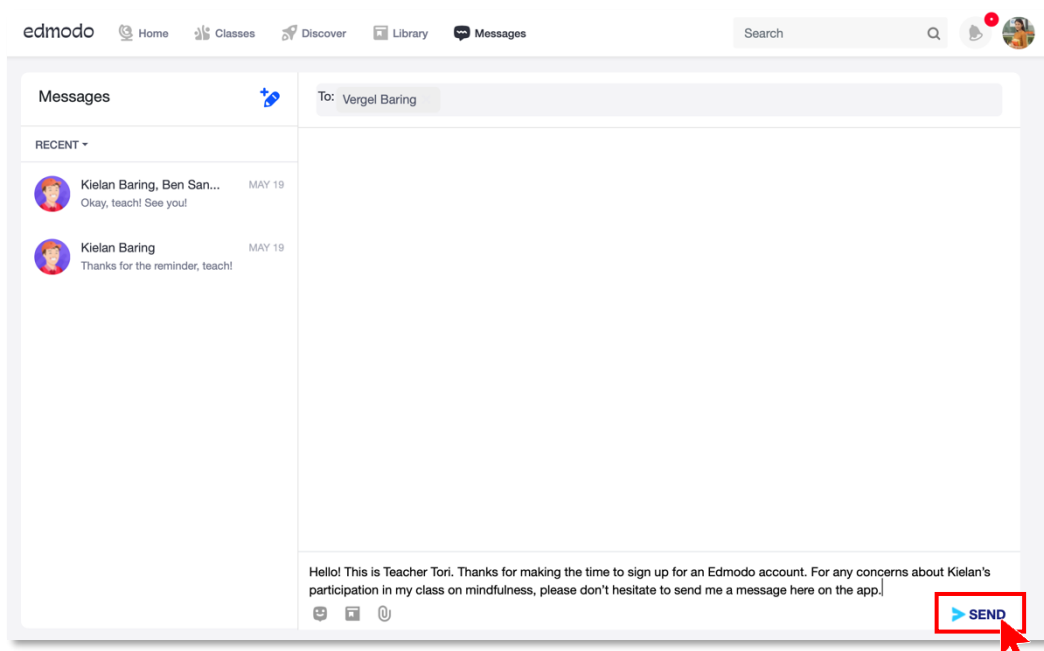 edmodo
Home
Classes
Discover
Library
Messages
Search
Messages
To: Vergel Baring
RECENT
Kielan Baring, Ben San...
MAY 19
Okay, teach! See you!
Kielan Baring
MAY 19
Thanks for the reminder, teach!
Hello! This is Teacher Tori. Thanks for making the time to sign up for an Edmodo account. For any concerns about Kielan's
participation in my class on mindfulness, please don't hesitate to send me a message here on the app.
SEND